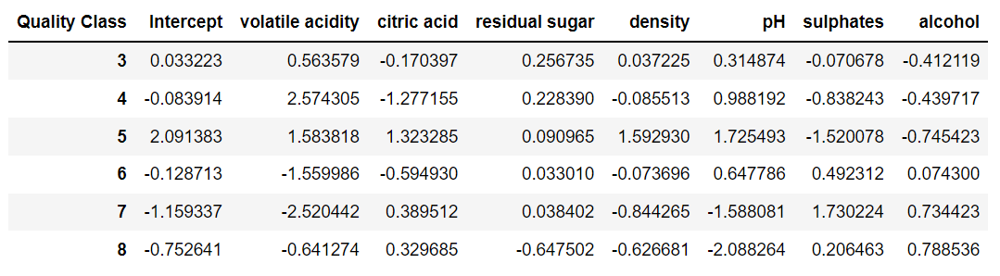 Quality Class Intercept volatile acidity citric acid residual sugar density pH sulphates alcohol
3 0.033223 0.563579 -0.170397 0.256735 0.037225 0.314874 -0.070678 -0.412119
4 -0.083914 2.574305 -1.277155 0.228390 -0.085513 0.988192 -0.838243 -0.439717
5 2.091383 1.583818 1.323285 0.090965 1.592930 1.725493 -1.520078 -0.745423
6 -0.128713 -1.559986 -0.594930 0.033010 -0.073696 0.647786 0.492312 0.074300
7 -1.159337 -2.520442 0.389512 0.038402 -0.844265 -1.588081 1.730224 0.734423
8 -0.752641 -0.641274 0.329685 -0.647502 -0.626681 -2.088264 0.206463 0.788536